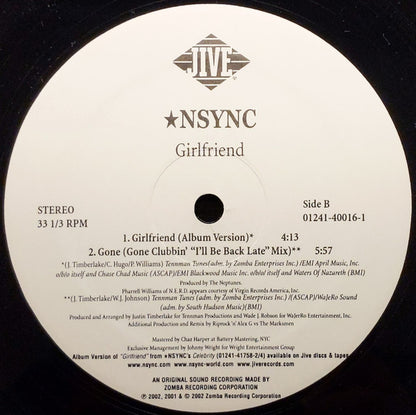 JIVE
★NSYNC
Girlfriend
STEREO
33 1/3 RPM
Side B
01241-40016-1
1. Girlfriend (Album Version)* 4:13
2. Gone (Gone Clubbin' "I'll Be Back Late" Mix)** 5:57
*(J. Timberlake/C. Hugo/P. Williams) Tennman Tunes(adm. by Zomba Enterprises Inc.) /EMI April Music, Inc.
o/b/o itself and Chase Chad Music (ASCAP)/EMI Blackwood Music Inc. o/b/o itself and Waters Of Nazareth (BMI)
Produced by The Neptunes.
Pharrell Williams of N.E.R.D. appears courtesy of Virgin Records America, Inc.
**(J. Timberlake/W.J. Johnson) Tennman Tunes (adm. by Zomba Enterprises Inc.) /(ASCAP)/WaJeRo Sound
(adm. by South Hudson Music)(BMI)
Produced and Arranged by Justin Timberlake for Tennman Productions and Wade J. Robson for WaJeRo Entertainment, Inc.
Additional Production and Remix by Riprock 'n' Alex G vs The Marksmen
Mastered by Chaz Harper at Battery Mastering, NYC
Executive Management by Johnny Wright for Wright Entertainment Group
Album Version of "Girlfriend" from ★NSYNC's Celebrity (01241-41758-2/4) available on Jive discs & tapes
www.nsync.com www.nsync-world.com www.jiverecords.com
AN ORIGINAL SOUND RECORDING MADE BY
ZOMBA RECORDING CORPORATION
℗ 2002, 2001 & © 2002 Zomba Recording Corporation